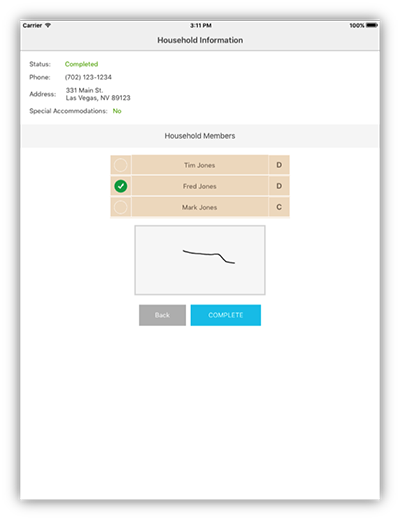 Carrier 3:11 PM 100%
Household Information
Status: Completed
Phone: (702) 123-1234
Address: 331 Main St.
Las Vegas, NV 89123
Special Accommodations: No
Household Members
Tim Jones D
Fred Jones D
Mark Jones C
Back COMPLETE